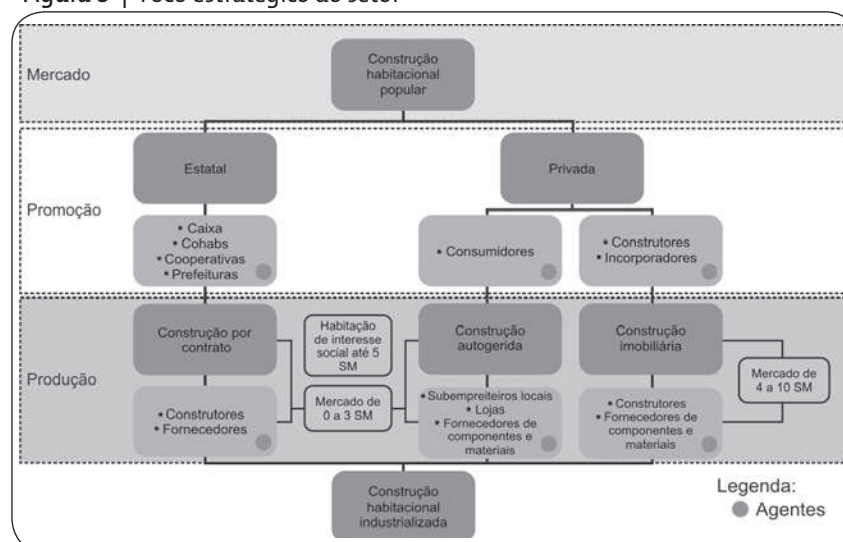 Figura 3 | Foco estratégico do setor
Mercado
Construção
habitacional
popular
Promoção
Estatal
Privada
• Caixa
• Cohabs
• Cooperativas
• Prefeituras
• Consumidores
• Construtores
• Incorporadores
Produção
Construção por
contrato
Habitação
de interesse
social até 5
SM
Construção
autogerida
Construção
imobiliária
Mercado de
0 a 3 SM
Mercado de
4 a 10 SM
• Construtores
• Fornecedores
• Subempreiteiros locais
• Lojas
• Fornecedores de
componentes e
materiais
• Construtores
• Fornecedores de
componentes e
materiais
Construção
habitacional
industrializada
Legenda:
Agentes